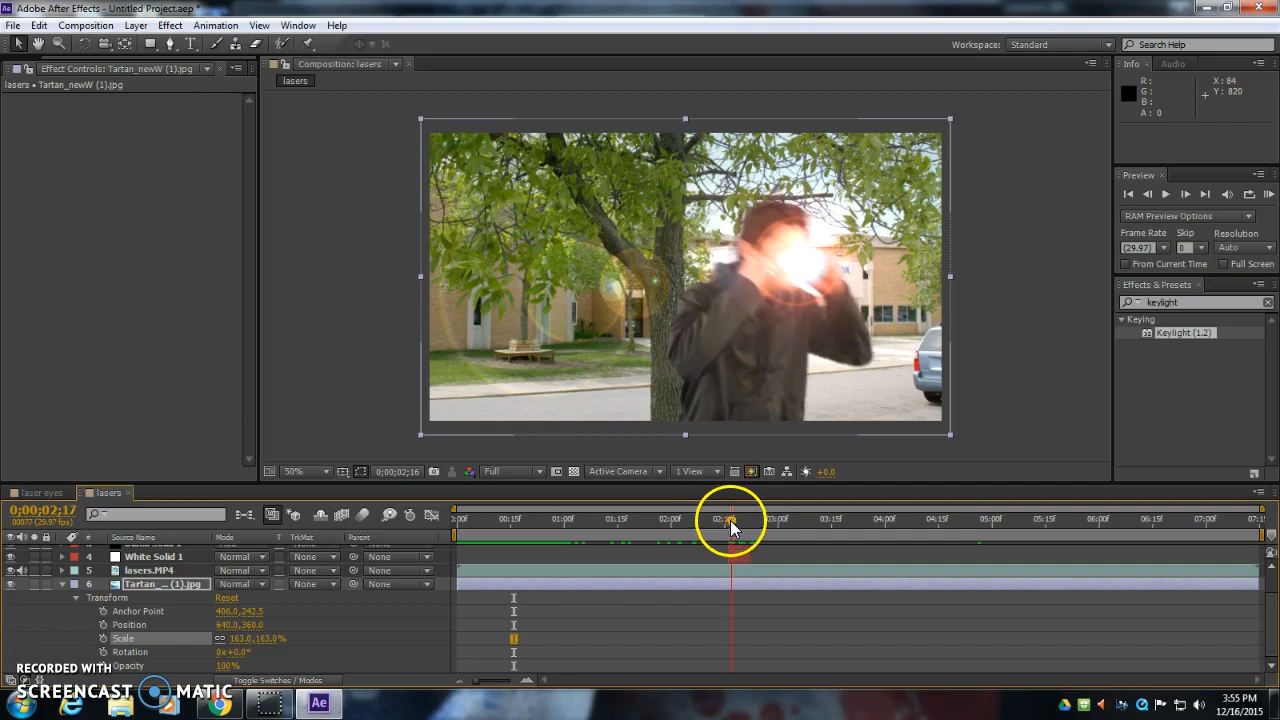 Adobe After Effects - Untitled Project.aep *
File Edit Composition Layer Effect Animation View Window Help
Workspace: Standard Search Help
Effect Controls: Tartan_newW (1).jpg
lasers • Tartan_newW (1).jpg
Composition: lasers
lasers
Info Audio
R : X : 84
G : Y : 820
B :
A : 0
Preview
RAM Preview Options
Frame Rate Skip Resolution
(29.97) 0 Auto
From Current Time Full Screen
Effects & Presets
keylight
Keying
Keylight (1.2)
50% 0;00;02;16 Full Active Camera 1 View +0.0
laser eyes lasers
0;00;02;17
00077 (29.97 fps)
00:15f 01:00f 01:15f 02:00f 03:00f 03:15f 04:00f 04:15f 05:00f 05:15f 06:00f 06:15f 07:00f
# Source Name Mode T TrkMat Parent
White Solid 1 Normal None None
5 lasers.MP4 Normal None None
6 Tartan_... (1).jpg Normal None None
Transform Reset
Anchor Point 406.0,242.5
Position 640.0,360.0
Scale 163.0,163.0%
Rotation 0x+0.0°
Opacity 100%
Toggle Switches / Modes
RECORDED WITH
SCREENCAST MATIC
Ae
3:55 PM
12/16/2015